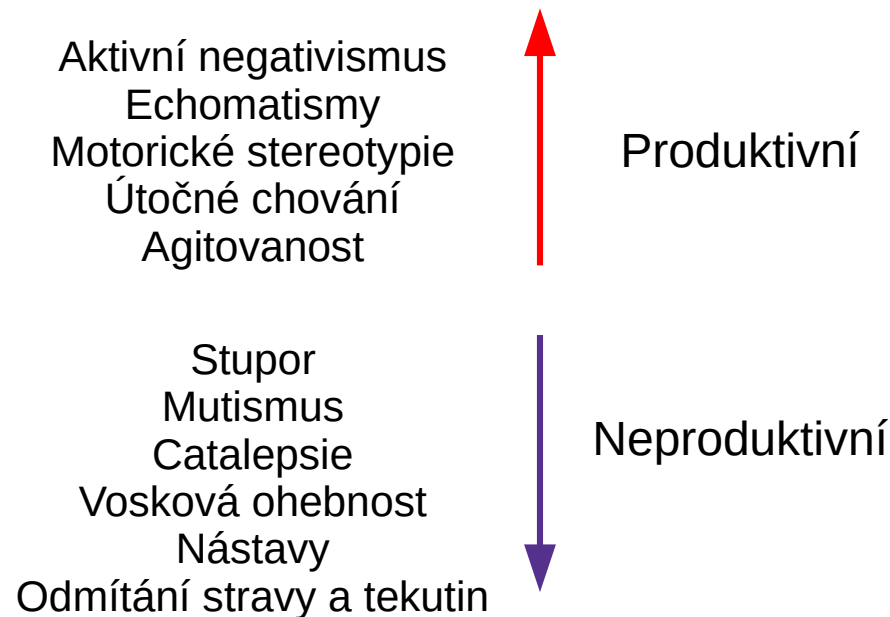 Aktivní negativismus
Echomatismy
Motorické stereotypie
Útočné chování
Agitovanost
Produktivní
Stupor
Mutismus
Catalepsie
Vosková ohebnost
Nástavy
Odmítání stravy a tekutin
Neproduktivní